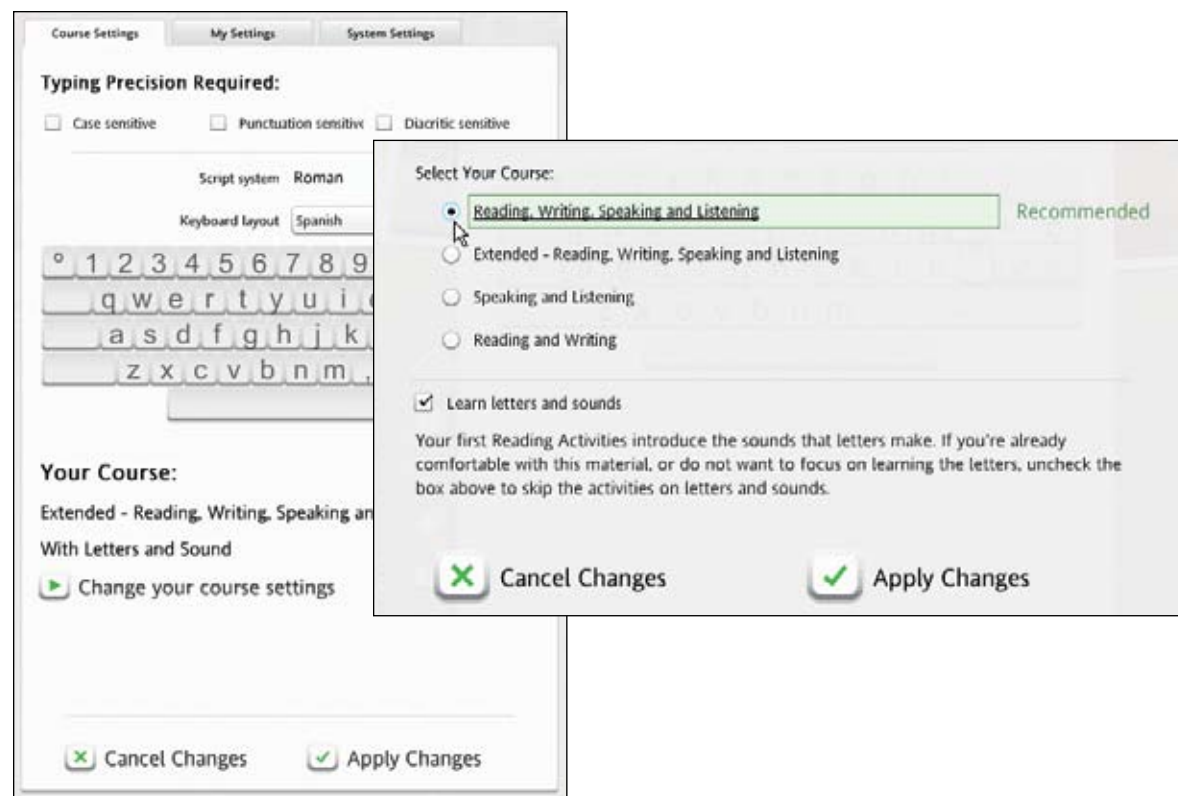 Course Settings My Settings System Settings
Typing Precision Required:
Case sensitive Punctuation sensitive Diacritic sensitive
Script system Roman
Keyboard layout Spanish
º 1 2 3 4 5 6 7 8 9
q w e r t y u i
a s d f g h j k
z x c v b n m ,
Your Course:
Extended - Reading, Writing, Speaking an
With Letters and Sound
Change your course settings
Cancel Changes Apply Changes
Select Your Course:
Reading, Writing, Speaking and Listening Recommended
Extended - Reading, Writing, Speaking and Listening
Speaking and Listening
Reading and Writing
Learn letters and sounds
Your first Reading Activities introduce the sounds that letters make. If you're already
comfortable with this material, or do not want to focus on learning the letters, uncheck the
box above to skip the activities on letters and sounds.
Cancel Changes Apply Changes